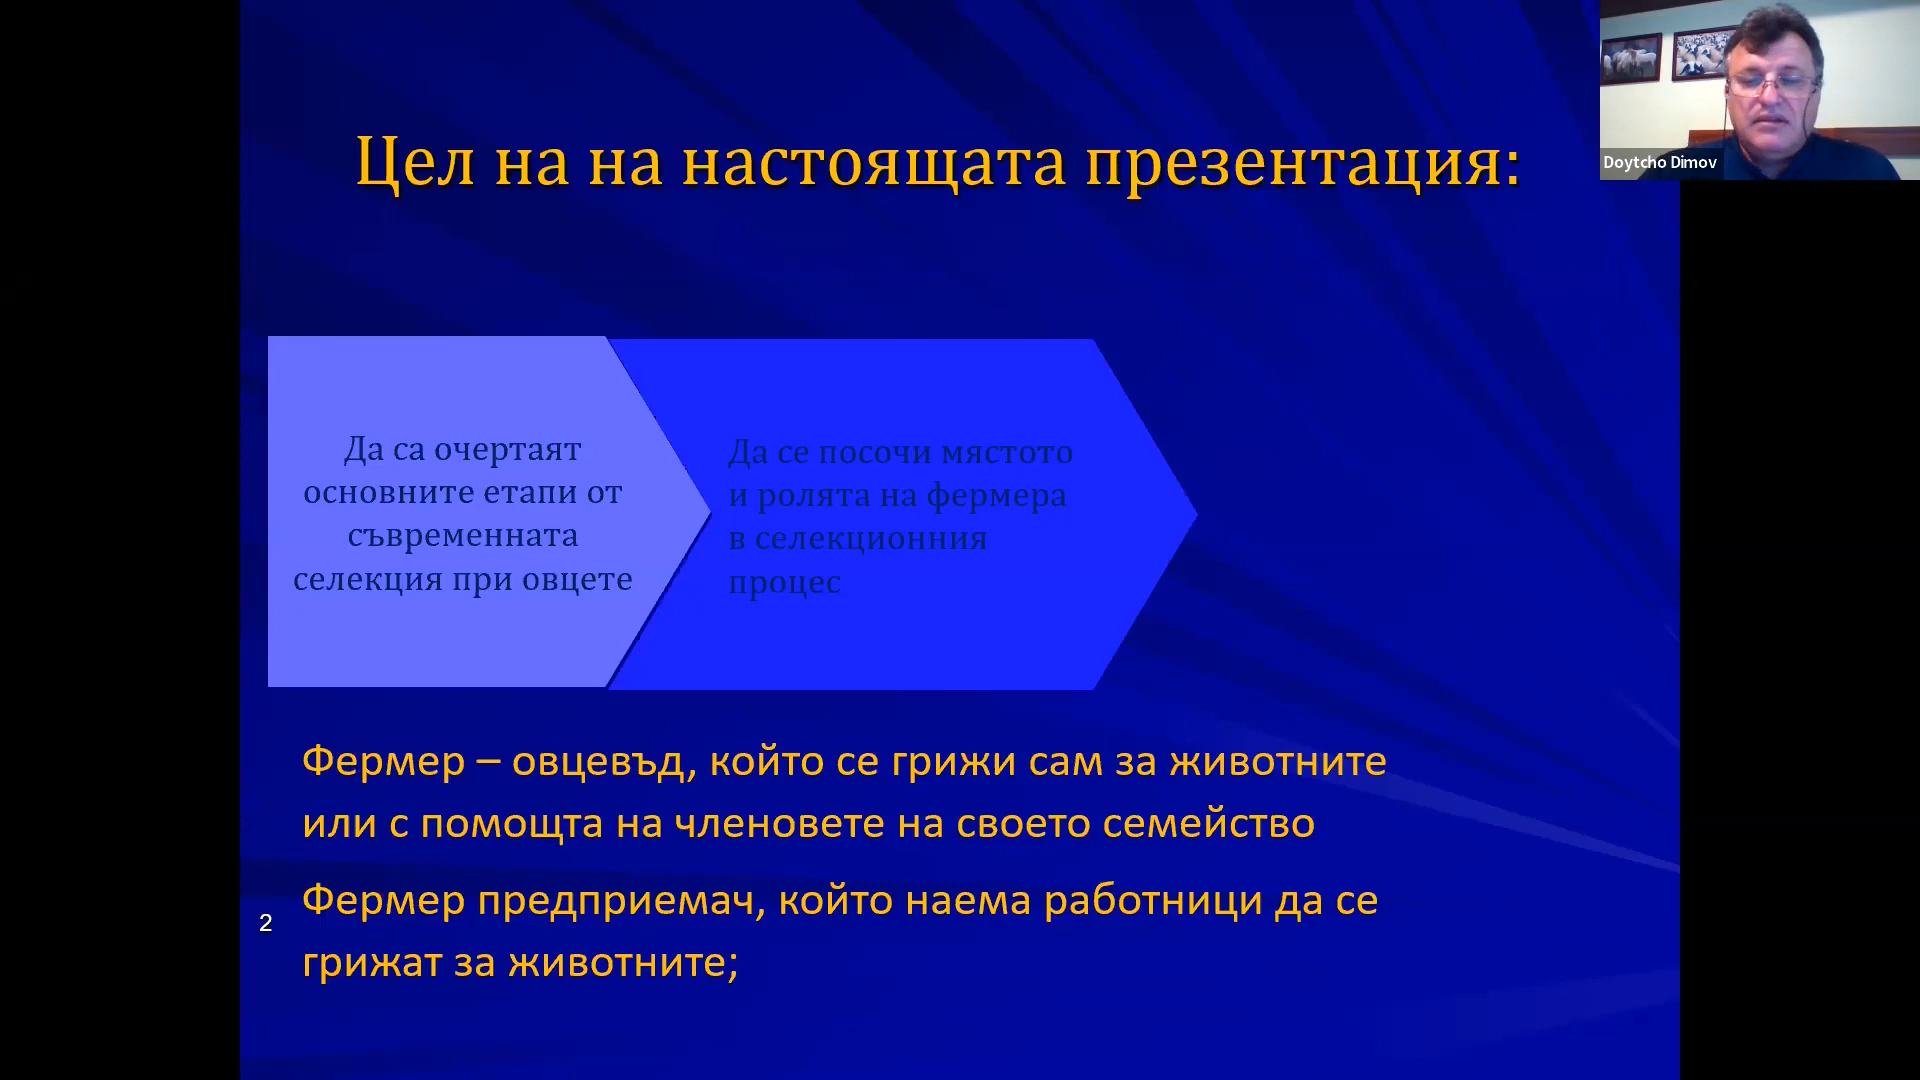 Цел на на настоящата презентация:
Doytcho Dimov
Да са очертаят
основните етапи от
съвременната
селекция при овцете
Да се посочи мястото
и ролята на фермера
в селекционния
процес
Фермер – овцевъд, който се грижи сам за животните
или с помощта на членовете на своето семейство
Фермер предприемач, който наема работници да се
грижат за животните;
2